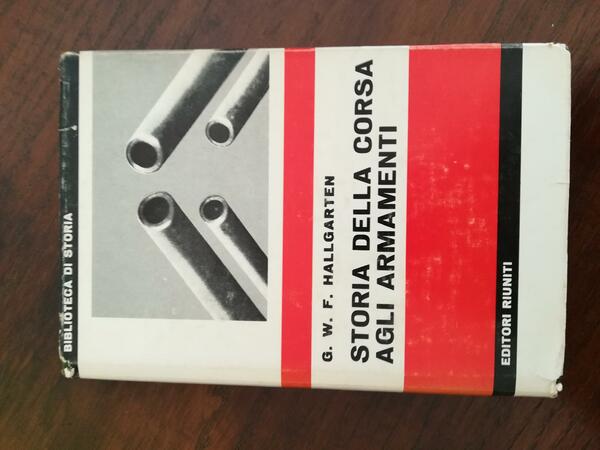 BIBLIOTECA DI STORIA
G. W. F. HALLGARTEN
STORIA DELLA CORSA
AGLI ARMAMENTI
EDITORI RIUNITI